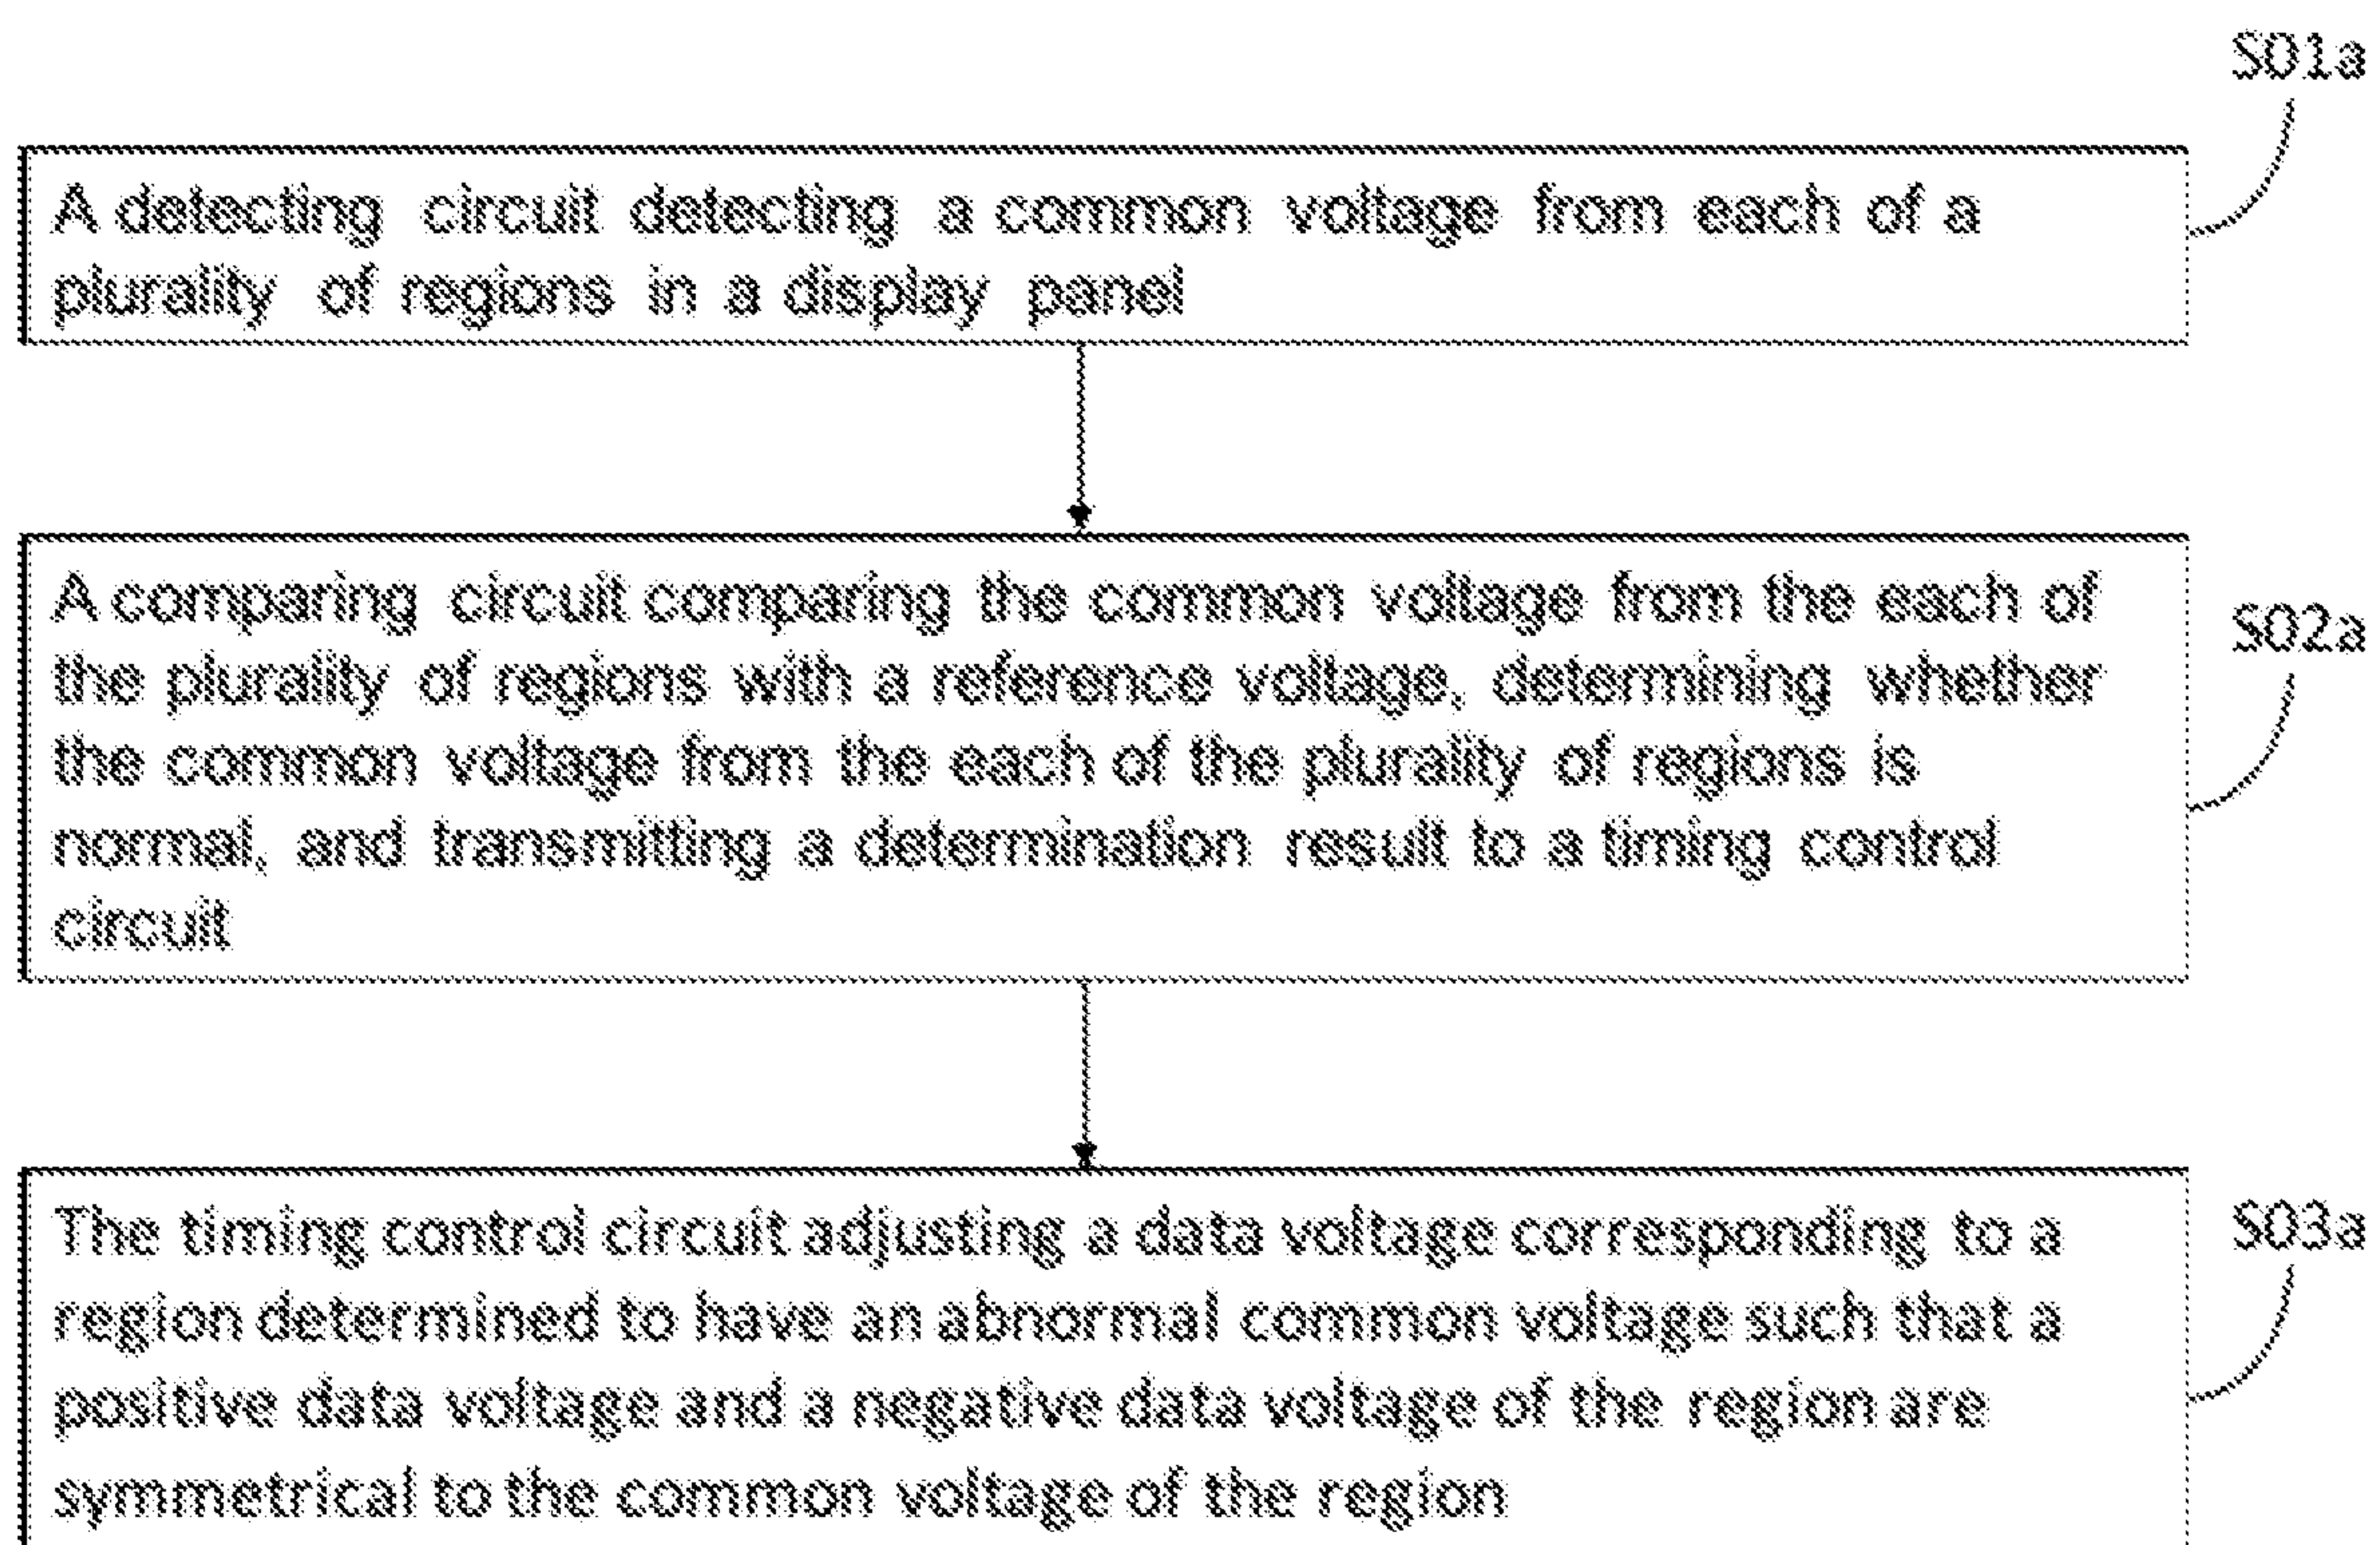 S01a
A detecting circuit detecting a common voltage from each of a
plurality of regions in a display panel
A comparing circuit comparing the common voltage from the each of
the plurality of regions with a reference voltage, determining whether
the common voltage from the each of the plurality of regions is
normal, and transmitting a determination result to a timing control
circuit
S02a
The timing control circuit adjusting a data voltage corresponding to a
region determined to have an abnormal common voltage such that a
positive data voltage and a negative data voltage of the region are
symmetrical to the common voltage of the region
S03a